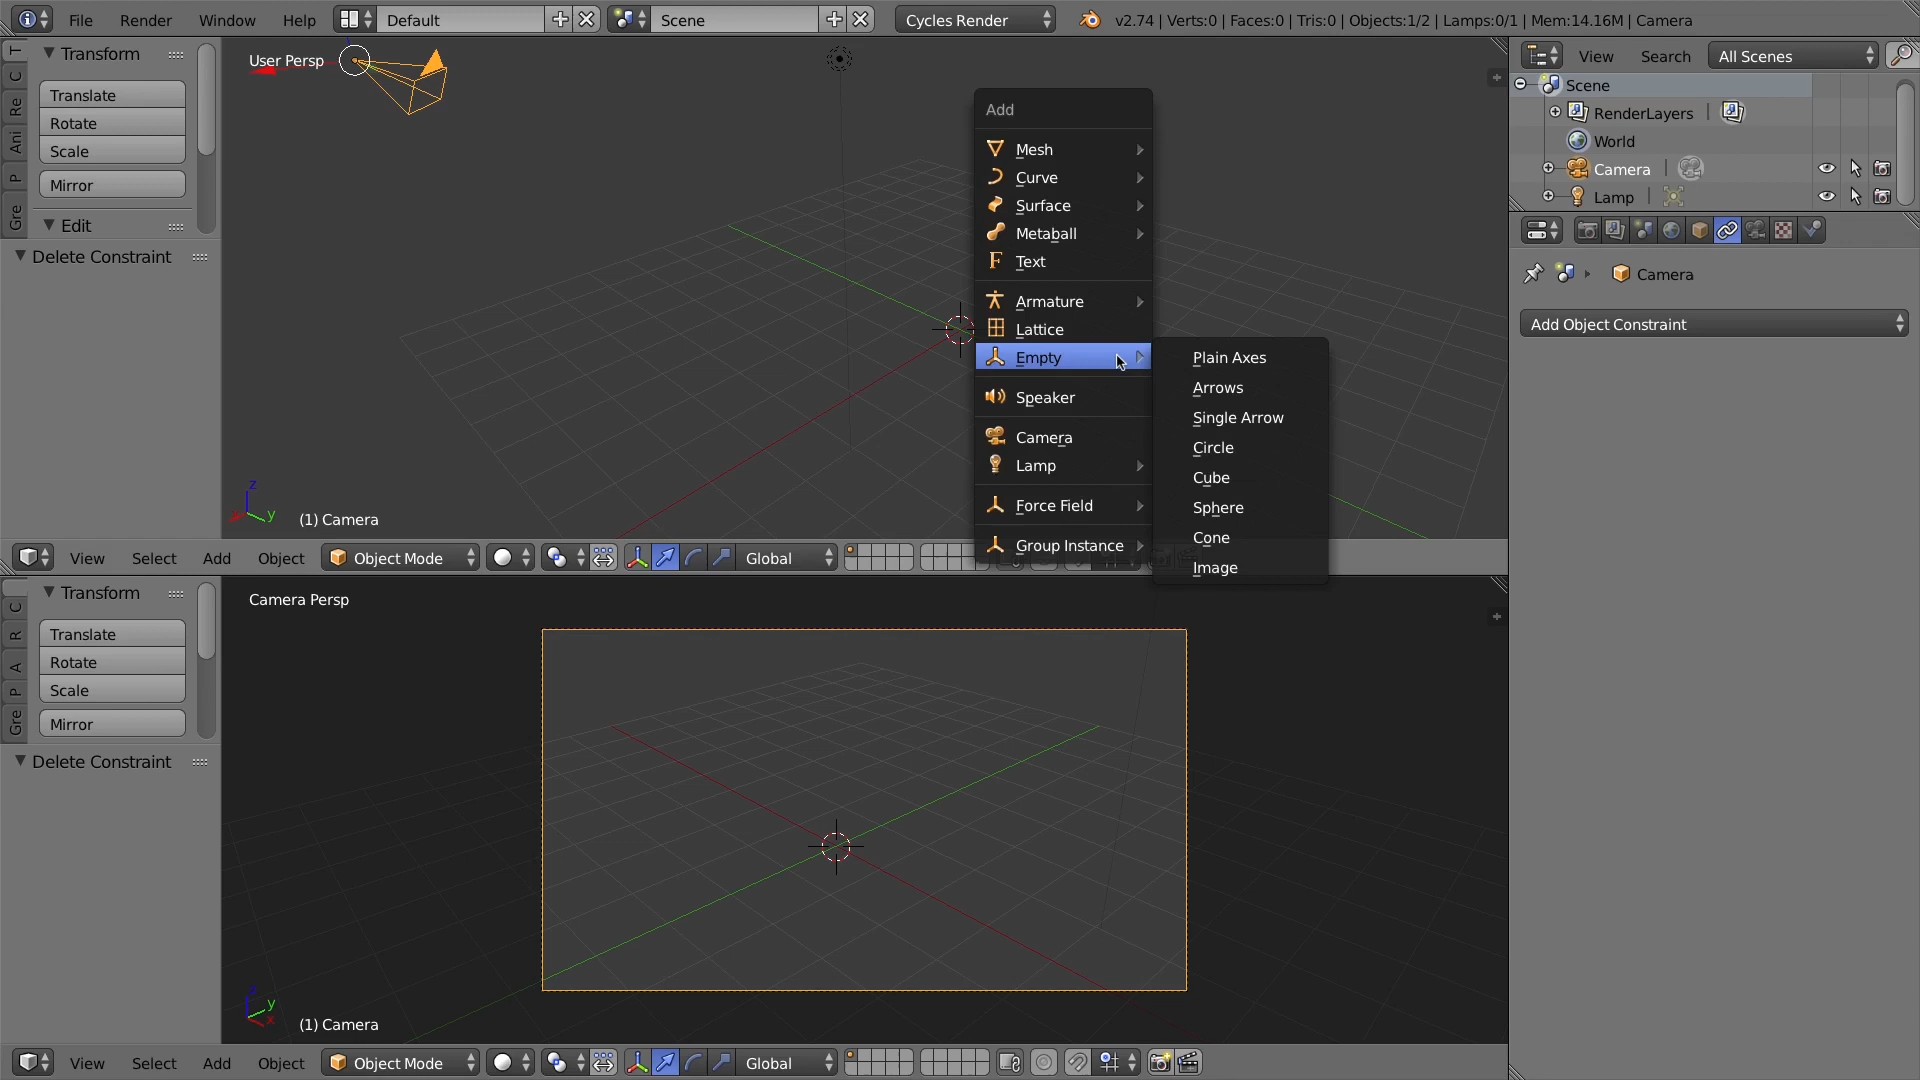 File Render Window Help Default Scene Cycles Render v2.74 | Verts:0 | Faces:0 | Tris:0 | Objects:1/2 | Lamps:0/1 | Mem:14.16M | Camera
T
C
Re
Ani
P
Gre
Transform
Translate
Rotate
Scale
Mirror
Edit
Delete Constraint
User Persp
z
y
(1) Camera
Add
Mesh
Curve
Surface
Metaball
Text
Armature
Lattice
Empty
Speaker
Camera
Lamp
Force Field
Group Instance
Plain Axes
Arrows
Single Arrow
Circle
Cube
Sphere
Cone
Image
View Select Add Object Object Mode Global
C
R
A
P
Gre
Transform
Translate
Rotate
Scale
Mirror
Delete Constraint
Camera Persp
z
y
x
(1) Camera
View Select Add Object Object Mode Global
View Search All Scenes
Scene
RenderLayers |
World
Camera |
Lamp |
Camera
Add Object Constraint